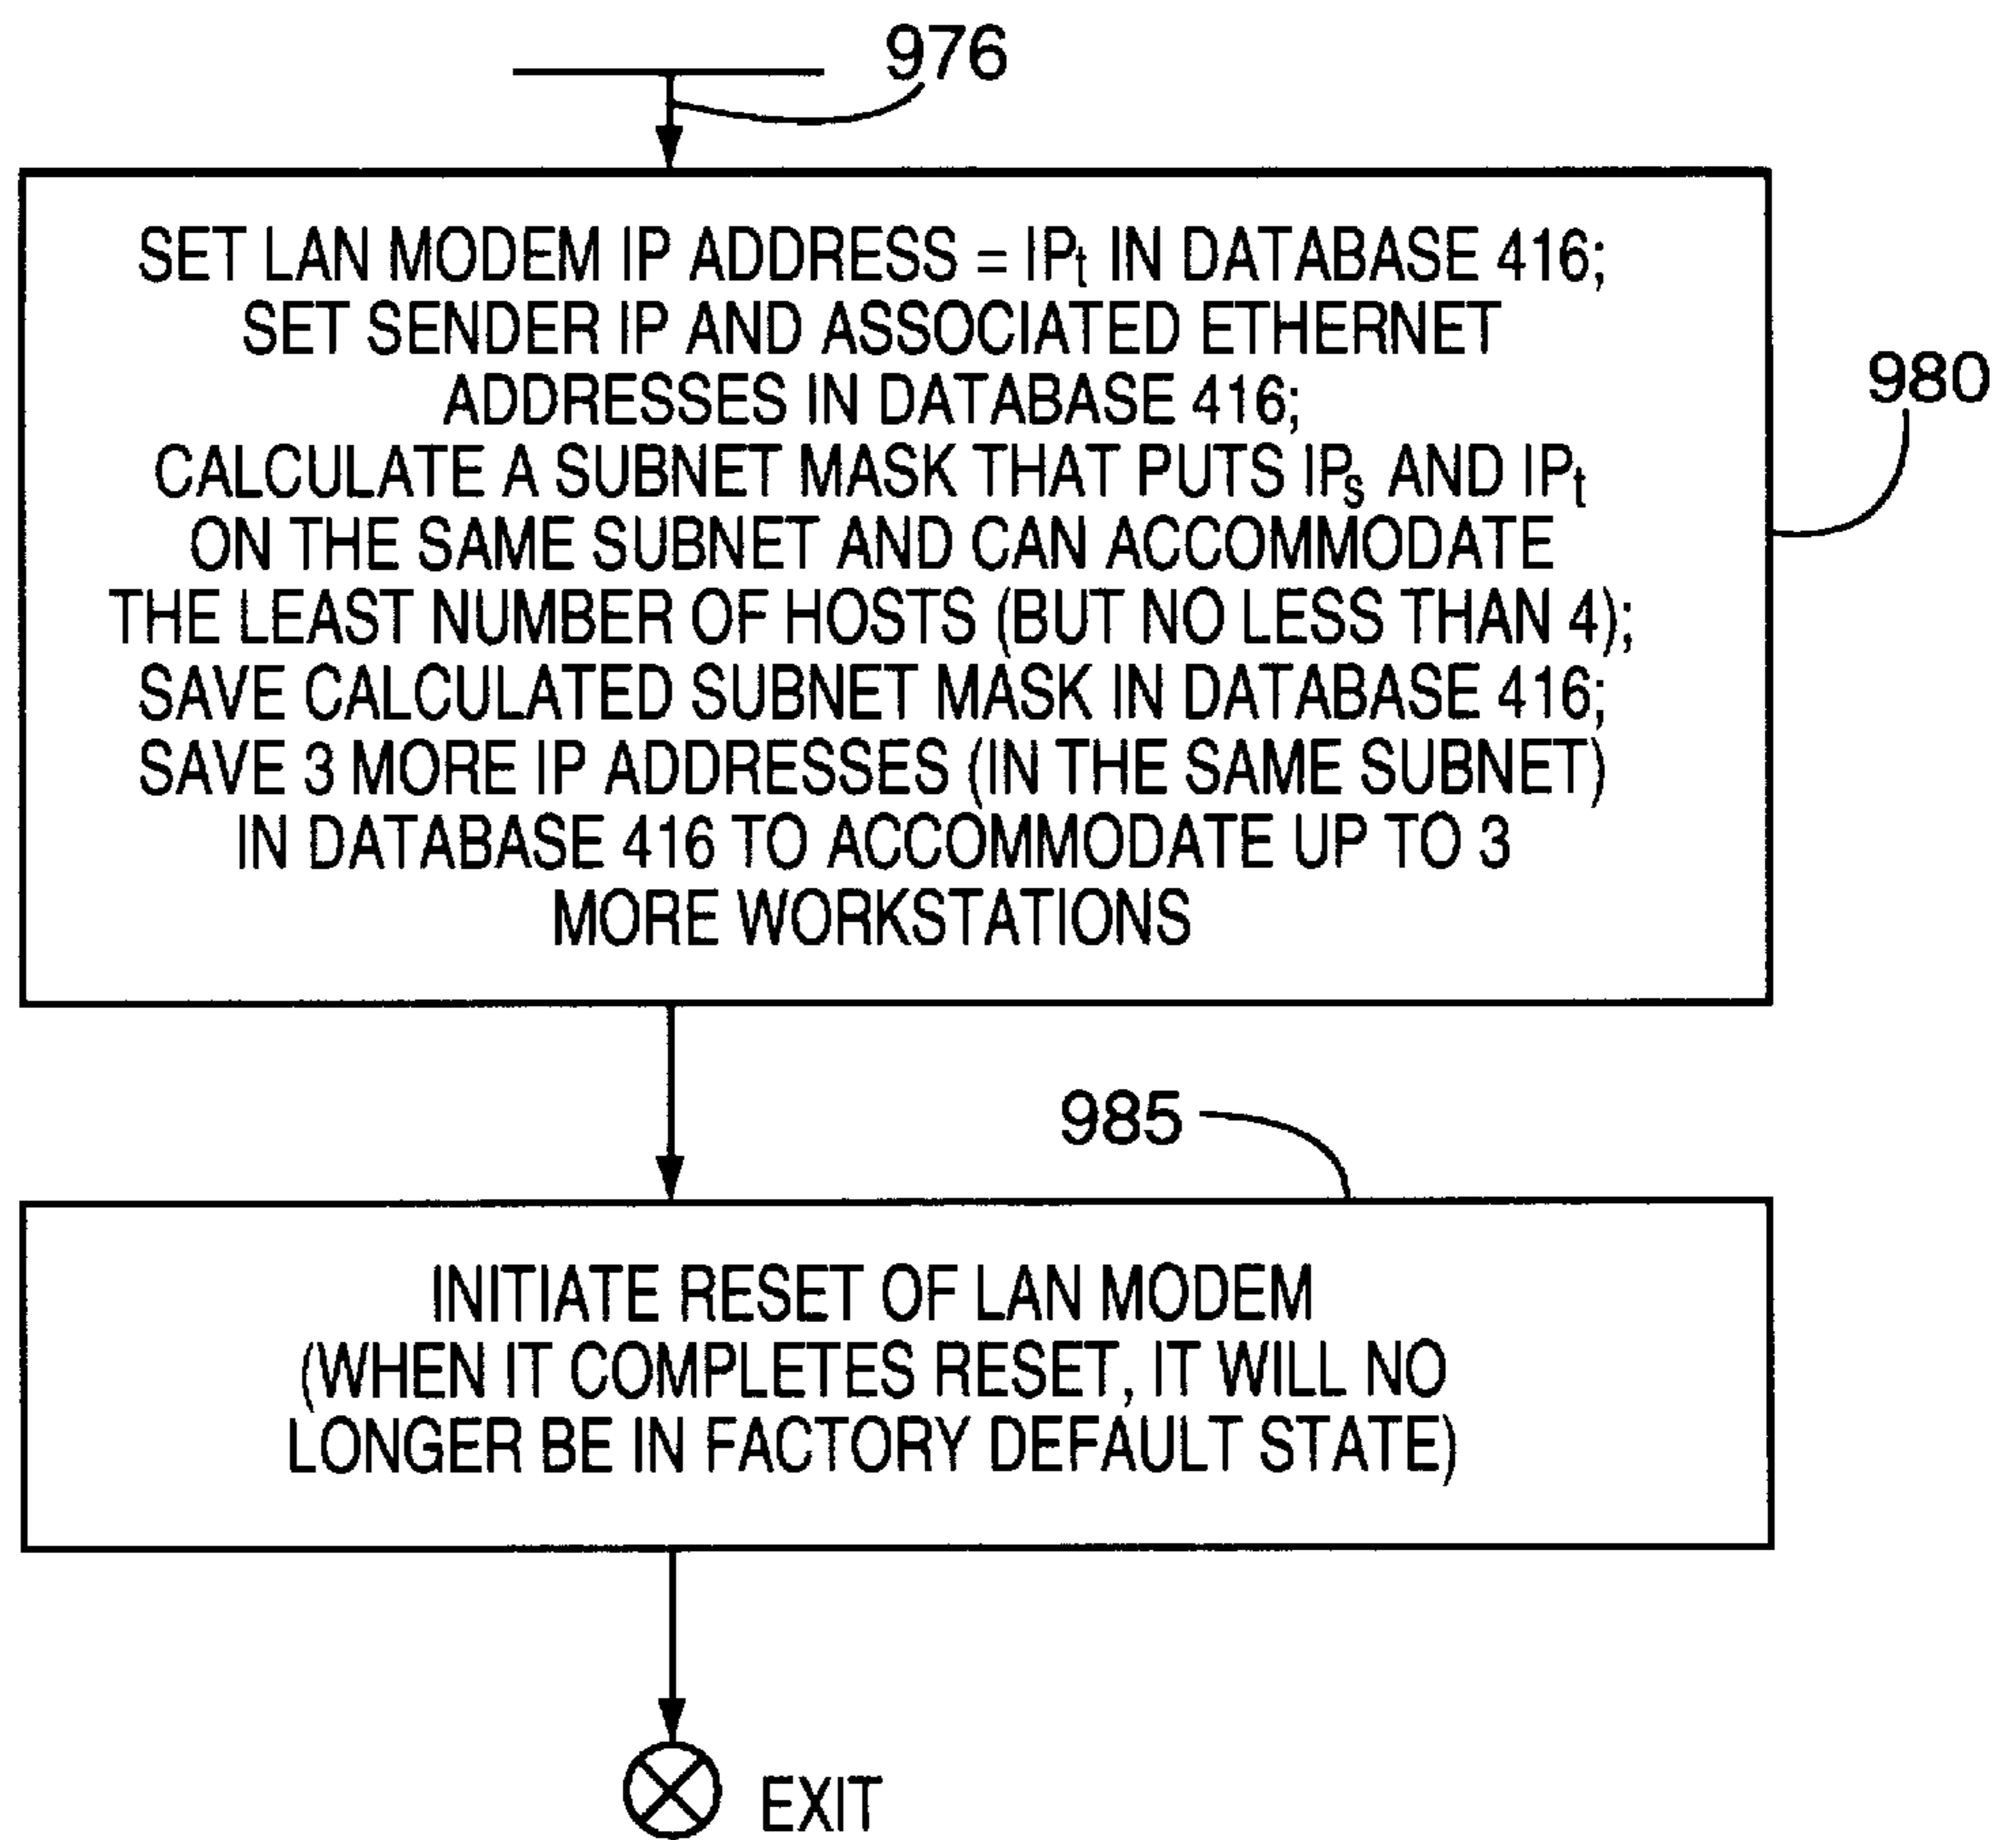 976
SET LAN MODEM IP ADDRESS = IPt IN DATABASE 416;
SET SENDER IP AND ASSOCIATED ETHERNET
ADDRESSES IN DATABASE 416;
CALCULATE A SUBNET MASK THAT PUTS IPs AND IPt
ON THE SAME SUBNET AND CAN ACCOMMODATE
THE LEAST NUMBER OF HOSTS (BUT NO LESS THAN 4);
SAVE CALCULATED SUBNET MASK IN DATABASE 416;
SAVE 3 MORE IP ADDRESSES (IN THE SAME SUBNET)
IN DATABASE 416 TO ACCOMMODATE UP TO 3
MORE WORKSTATIONS
980
985
INITIATE RESET OF LAN MODEM
(WHEN IT COMPLETES RESET, IT WILL NO
LONGER BE IN FACTORY DEFAULT STATE)
EXIT